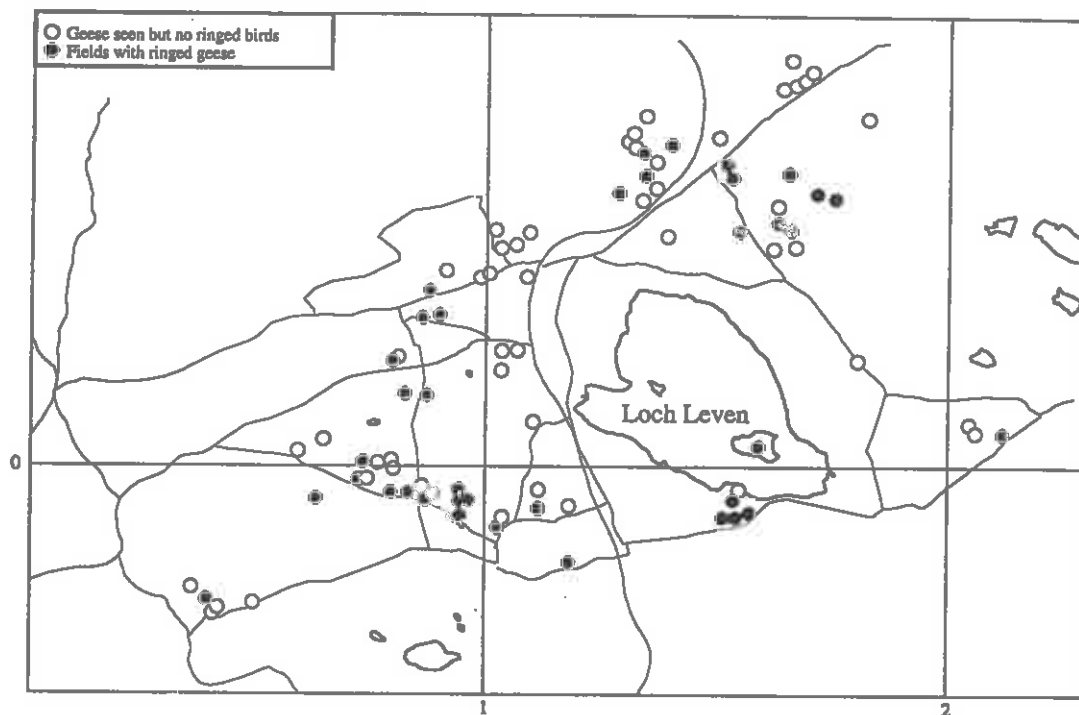 Geese seen but no ringed birds
Fields with ringed geese
Loch Leven
0
1
2